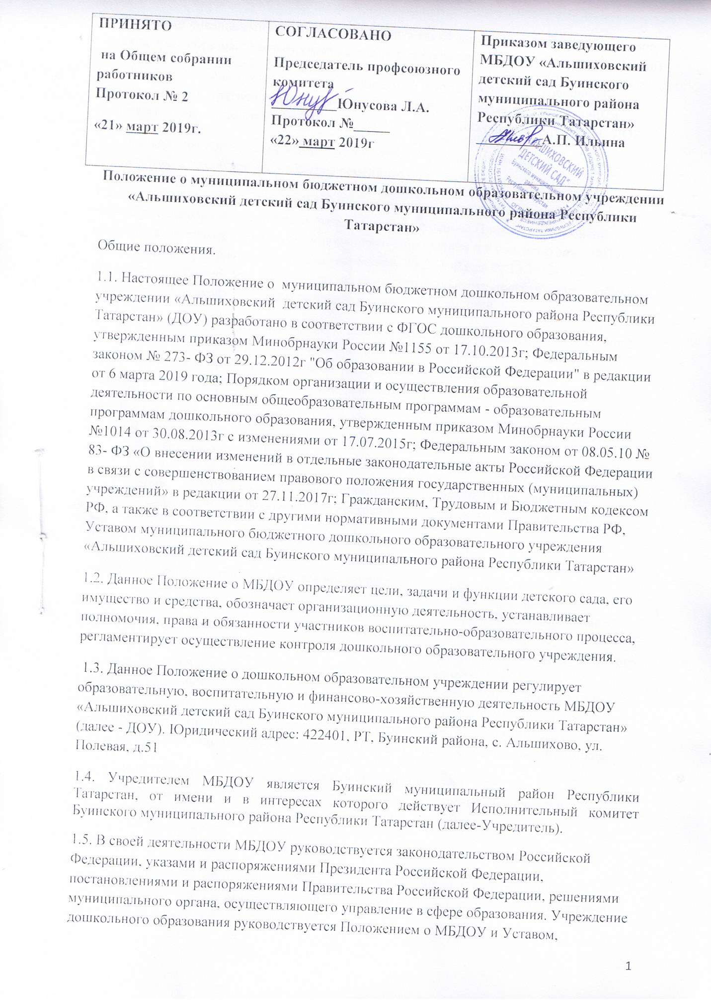 ПРИНЯТО
на Общем собрании
работников
Протокол № 2
«21» март 2019г.
СОГЛАСОВАНО
Председатель профсоюзного
комитета
__________Юнусова Л.А.
Протокол №_____
«22» март 2019г
Приказом заведующего
МБДОУ «Альшиховский
детский сад Буинского
муниципального района
Республики Татарстан»
__________А.П. Ильина
АЛЬШИХОВСКИЙ
ДЕТСКИЙ САД"
Буинского муниципального
района
Республики Татарстан
Положение о муниципальном бюджетном дошкольном образовательном учреждении
«Альшиховский детский сад Буинского муниципального района Республики
Татарстан»
Общие положения.
1.1. Настоящее Положение о муниципальном бюджетном дошкольном образовательном
учреждении «Альшиховский детский сад Буинского муниципального района Республики
Татарстан» (ДОУ) разработано в соответствии с ФГОС дошкольного образования,
утвержденным приказом Минобрнауки России №1155 от 17.10.2013г; Федеральным
законом № 273- ФЗ от 29.12.2012г "Об образовании в Российской Федерации" в редакции
от 6 марта 2019 года; Порядком организации и осуществления образовательной
деятельности по основным общеобразовательным программам - образовательным
программам дошкольного образования, утвержденным приказом Минобрнауки России
№1014 от 30.08.2013г с изменениями от 17.07.2015г; Федеральным законом от 08.05.10 №
83- ФЗ «О внесении изменений в отдельные законодательные акты Российской Федерации
в связи с совершенствованием правового положения государственных (муниципальных)
учреждений» в редакции от 27.11.2017г; Гражданским, Трудовым и Бюджетным кодексом
РФ, а также в соответствии с другими нормативными документами Правительства РФ,
Уставом муниципального бюджетного дошкольного образовательного учреждения
«Альшиховский детский сад Буинского муниципального района Республики Татарстан»
1.2. Данное Положение о МБДОУ определяет цели, задачи и функции детского сада, его
имущество и средства, обозначает организационную деятельность, устанавливает
полномочия, права и обязанности участников воспитательно-образовательного процесса,
регламентирует осуществление контроля дошкольного образовательного учреждения.
1.3. Данное Положение о дошкольном образовательном учреждении регулирует
образовательную, воспитательную и финансово-хозяйственную деятельность МБДОУ
«Альшиховский детский сад Буинского муниципального района Республики Татарстан»
(далее - ДОУ). Юридический адрес: 422401, РТ, Буинский района, с. Альшихово, ул.
Полевая, д.51
1.4. Учредителем МБДОУ является Буинский муниципальный район Республики
Татарстан, от имени и в интересах которого действует Исполнительный комитет
Буинского муниципального района Республики Татарстан (далее-Учредитель).
1.5. В своей деятельности МБДОУ руководствуется законодательством Российской
Федерации, указами и распоряжениями Президента Российской Федерации,
постановлениями и распоряжениями Правительства Российской Федерации, решениями
муниципального органа, осуществляющего управление в сфере образования. Учреждение
дошкольного образования руководствуется Положением о МБДОУ и Уставом,
1